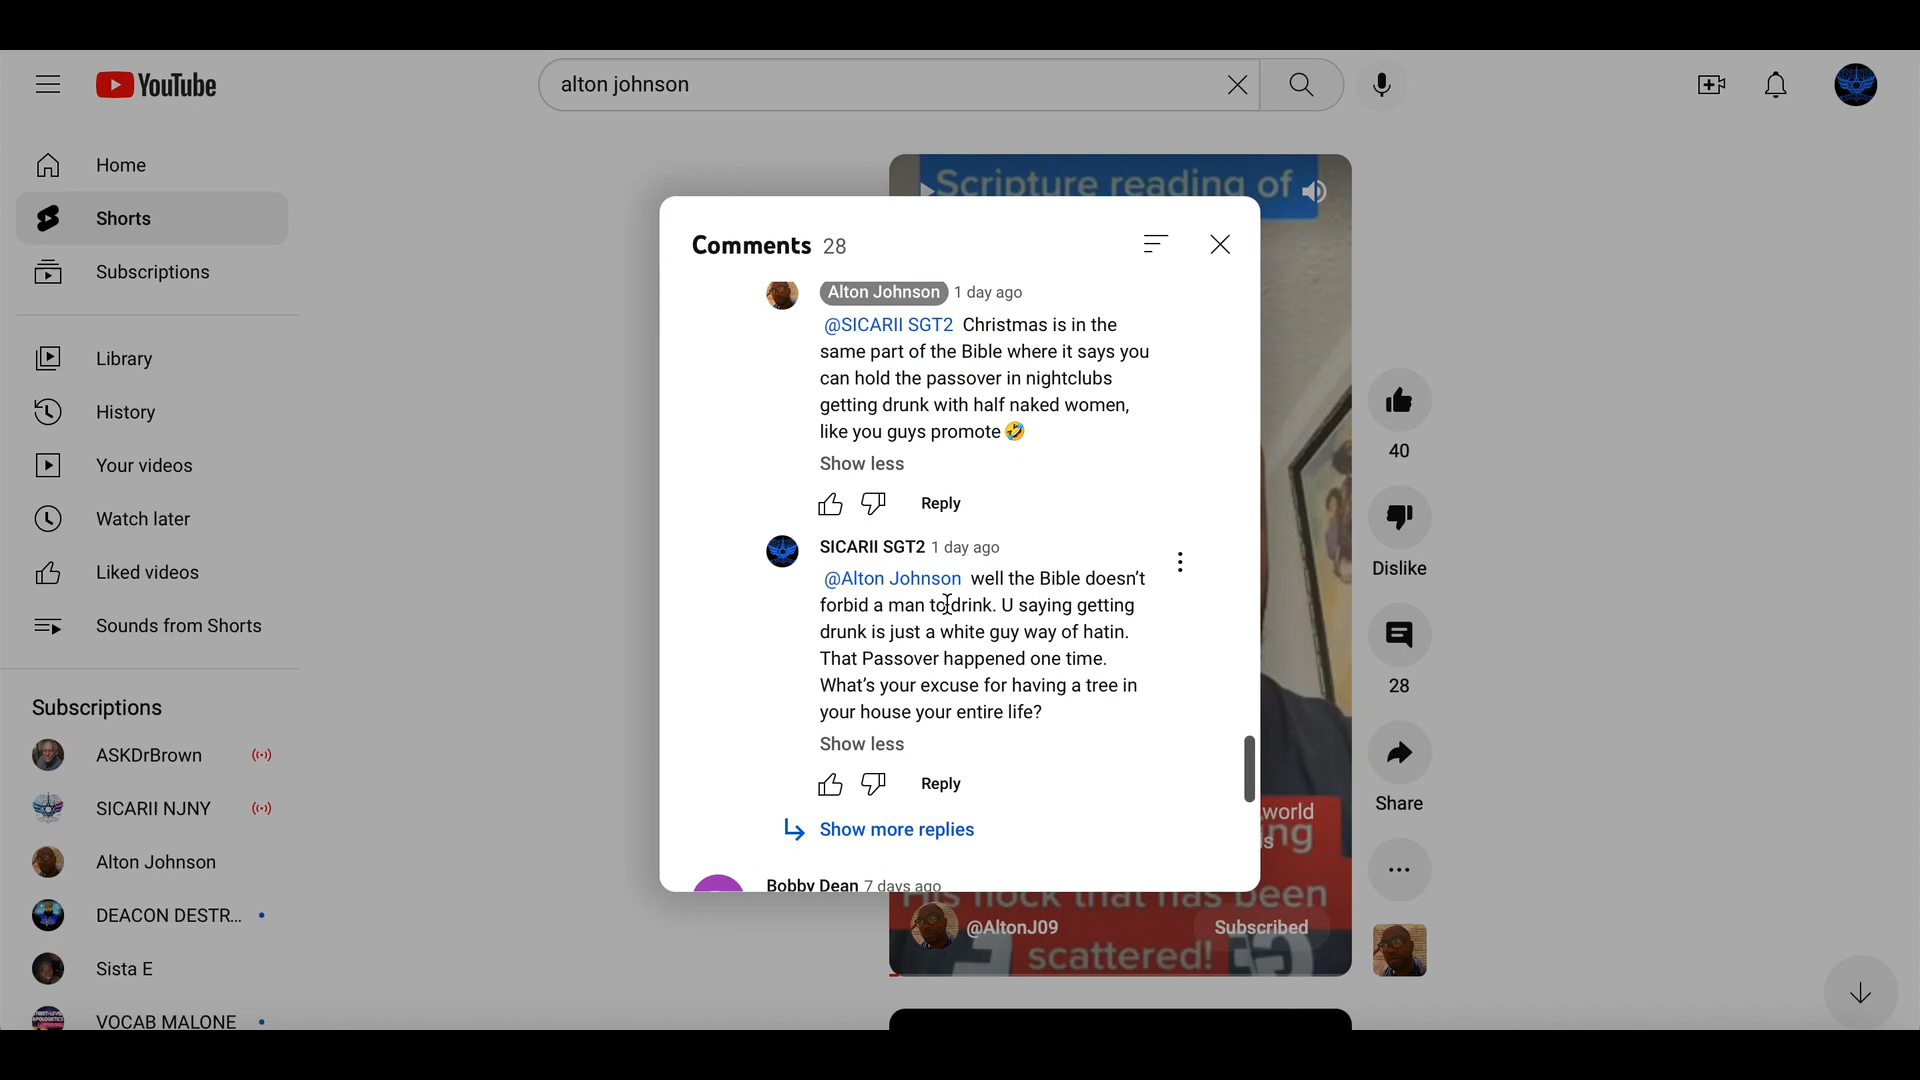 YouTube
alton johnson
Home
Shorts
Subscriptions
Library
History
Your videos
Watch later
Liked videos
Sounds from Shorts
Subscriptions
ASKDrBrown
SICARII NJNY
Alton Johnson
DEACON DESTR...
Sista E
VOCAB MALONE
Scripture reading of
Comments 28
Alton Johnson 1 day ago
@SICARII SGT2 Christmas is in the
same part of the Bible where it says you
can hold the passover in nightclubs
getting drunk with half naked women,
like you guys promote 🤣
Show less
Reply
SICARII SGT2 1 day ago
@Alton Johnson well the Bible doesn't
forbid a man to drink. U saying getting
drunk is just a white guy way of hatin.
That Passover happened one time.
What's your excuse for having a tree in
your house your entire life?
Show less
Reply
Show more replies
Bobby Dean 7 days ago
world
is
ing
His flock that has been
@AltonJ09
Subscribed
scattered!
40
Dislike
28
Share